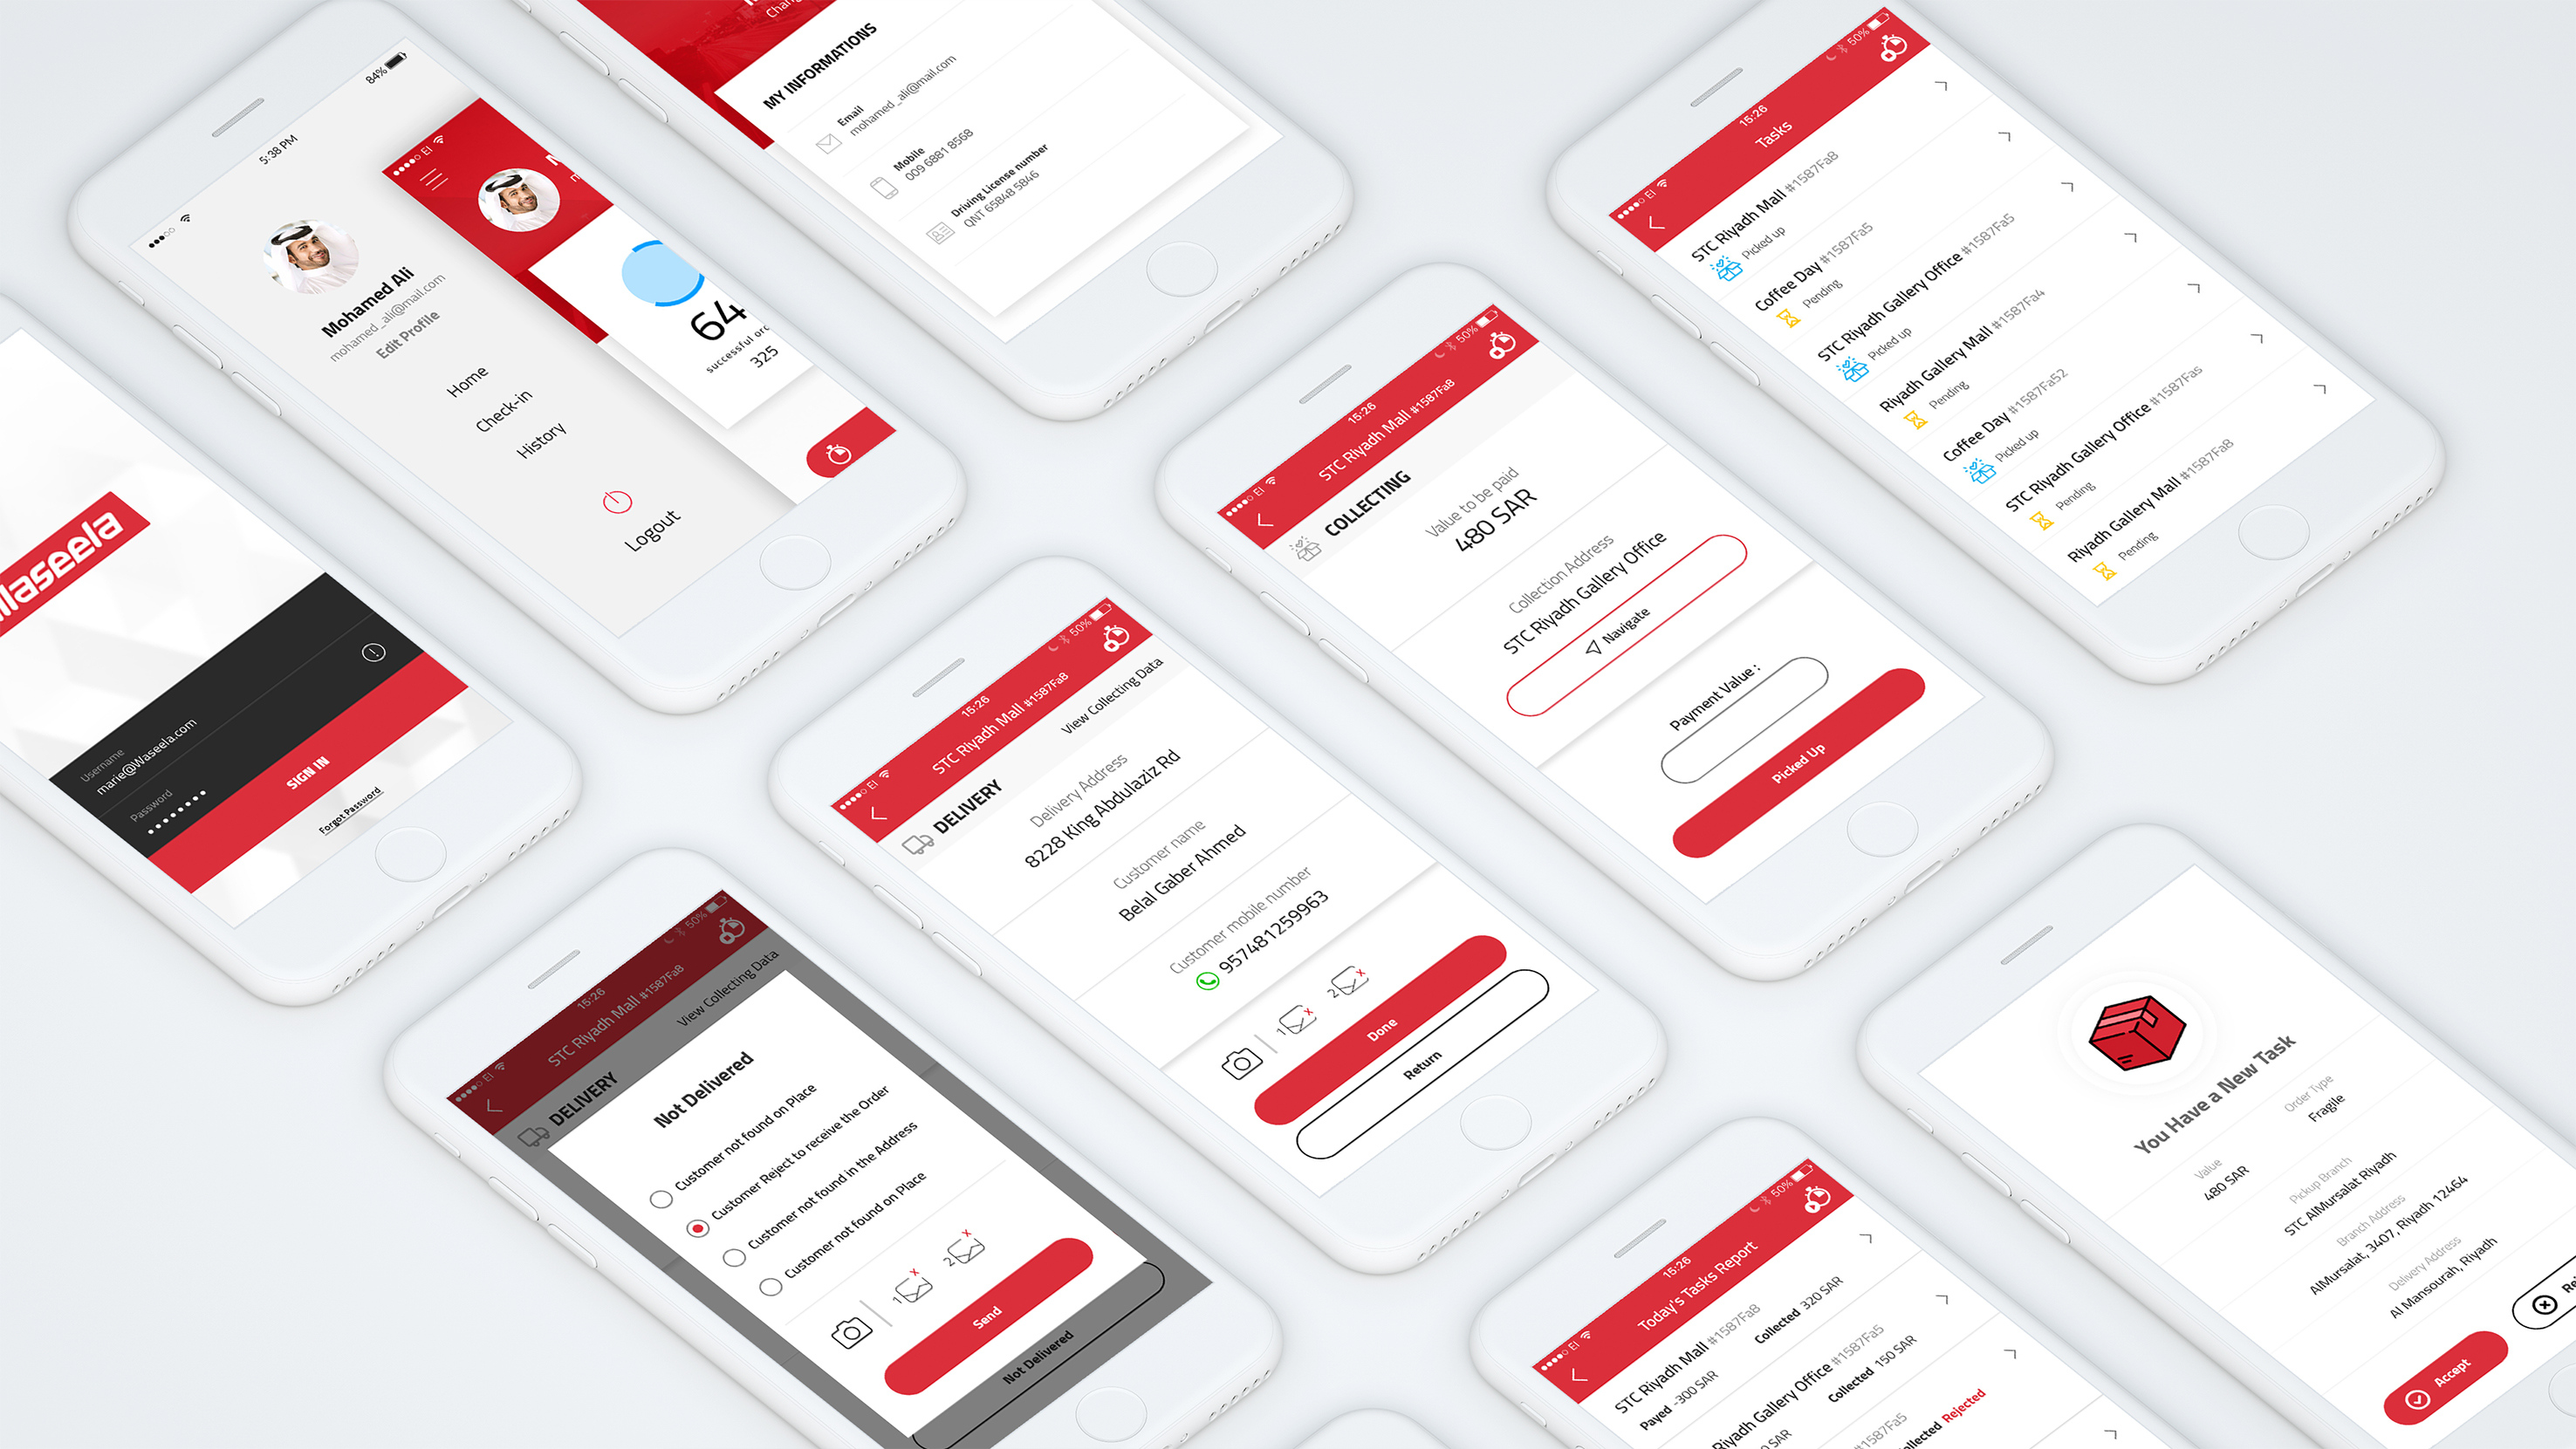 84%
5:38 PM
Mohamed Ali
mohamed_ali@mail.com
Edit Profile
Home
Check-in
History
Logout
EI
64
successful
325
MY INFORMATIONS
Email
mohamed_ali@mail.com
Mobile
009 6881 8568
Driving License number
QNT 65848 5846
EI
15:26
50%
Tasks
STC Riyadh Mall #1587Fa8
Picked up
Coffee Day #1587Fa5
Pending
STC Riyadh Gallery Office #1587Fa5
Picked up
Riyadh Gallery Mall #1587Fa4
Pending
Coffee Day #1587Fa52
Picked up
STC Riyadh Gallery Office #1587Fas
Pending
Riyadh Gallery Mall #1587Fa8
Pending
Username
marie@Waseela.com
Password
SIGN IN
Forgot Password
EI
15:26
50%
STC Riyadh Mall #1587Fa8
COLLECTING
Value to be paid
480 SAR
Collection Address
STC Riyadh Gallery Office
Navigate
Payment Value :
Picked Up
EI
15:26
50%
STC Riyadh Mall #1587Fa8
DELIVERY
View Collecting Data
Delivery Address
8228 King Abdulaziz Rd
Customer name
Belal Gaber Ahmed
Customer mobile number
957481259963
1 x
2 x
Done
Return
EI
15:26
50%
STC Riyadh Mall #1587Fa8
DELIVERY
View Collecting Data
Not Delivered
Customer not found on Place
Customer Reject to receive the Order
Customer not found in the Address
Customer not found on Place
1 x
2 x
Send
Not Delivered
EI
15:26
50%
Today's Tasks Report
STC Riyadh Mall #1587Fa8
Payed -300 SAR
Collected 320 SAR
Riyadh Gallery Office #1587Fa5
SAR
Collected 150 SAR
#1587Fa5
Rejected
You Have a New Task
Value
480 SAR
Order Type
Fragile
Pickup Branch
STC AlMursalat Riyadh
Branch Address
AlMursalat, 3407, Riyadh 12464
Delivery Address
Al Mansourah, Riyadh
Accept